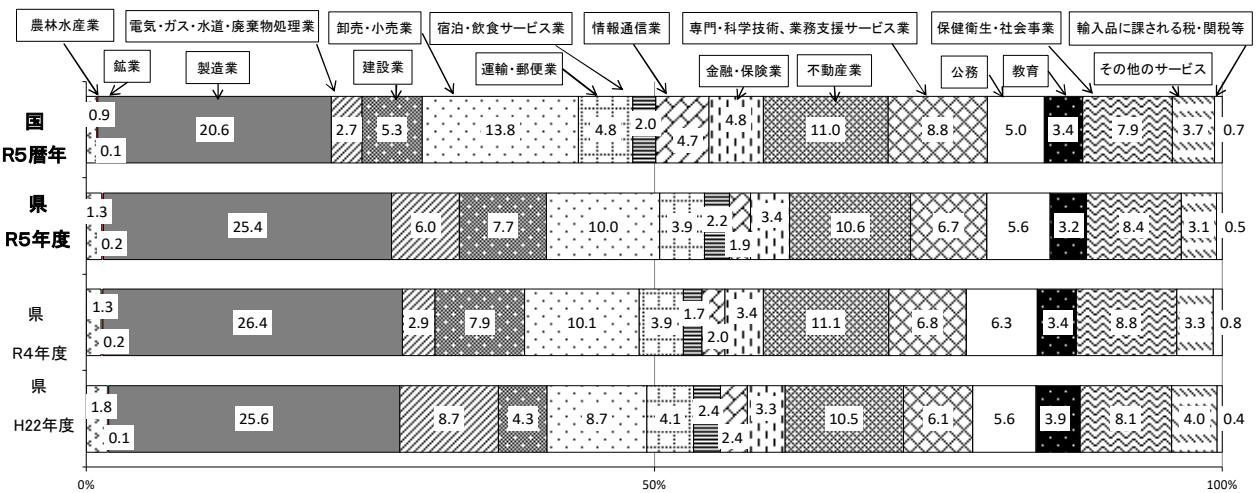 農林水産業 電気・ガス・水道・廃棄物処理業 卸売・小売業 宿泊・飲食サービス業 情報通信業 専門・科学技術、業務支援サービス業 保健衛生・社会事業 輸入品に課される税・関税等
鉱業 製造業 建設業 運輸・郵便業 金融・保険業 不動産業 公務 教育 その他のサービス
国
R5暦年
0.9 0.1 20.6 2.7 5.3 13.8 4.8 2.0 4.7 4.8 11.0 8.8 5.0 3.4 7.9 3.7 0.7
県
R5年度
1.3 0.2 25.4 6.0 7.7 10.0 3.9 2.2 1.9 3.4 10.6 6.7 5.6 3.2 8.4 3.1 0.5
県
R4年度
1.3 0.2 26.4 2.9 7.9 10.1 3.9 1.7 2.0 3.4 11.1 6.8 6.3 3.4 8.8 3.3 0.8
県
H22年度
1.8 0.1 25.6 8.7 4.3 8.7 4.1 2.4 2.4 3.3 10.5 6.1 5.6 3.9 8.1 4.0 0.4
0% 50% 100%